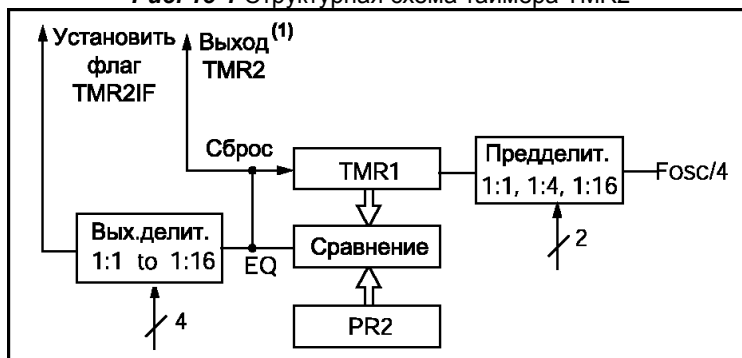 Рис. 13-1 Структурная схема таймера TMR2
Установить
флаг
TMR2IF
Выход (1)
TMR2
Сброс
TMR1
Предделит.
1:1, 1:4, 1:16
Fosc/4
2
Вых.делит.
1:1 to 1:16
EQ
Сравнение
4
PR2